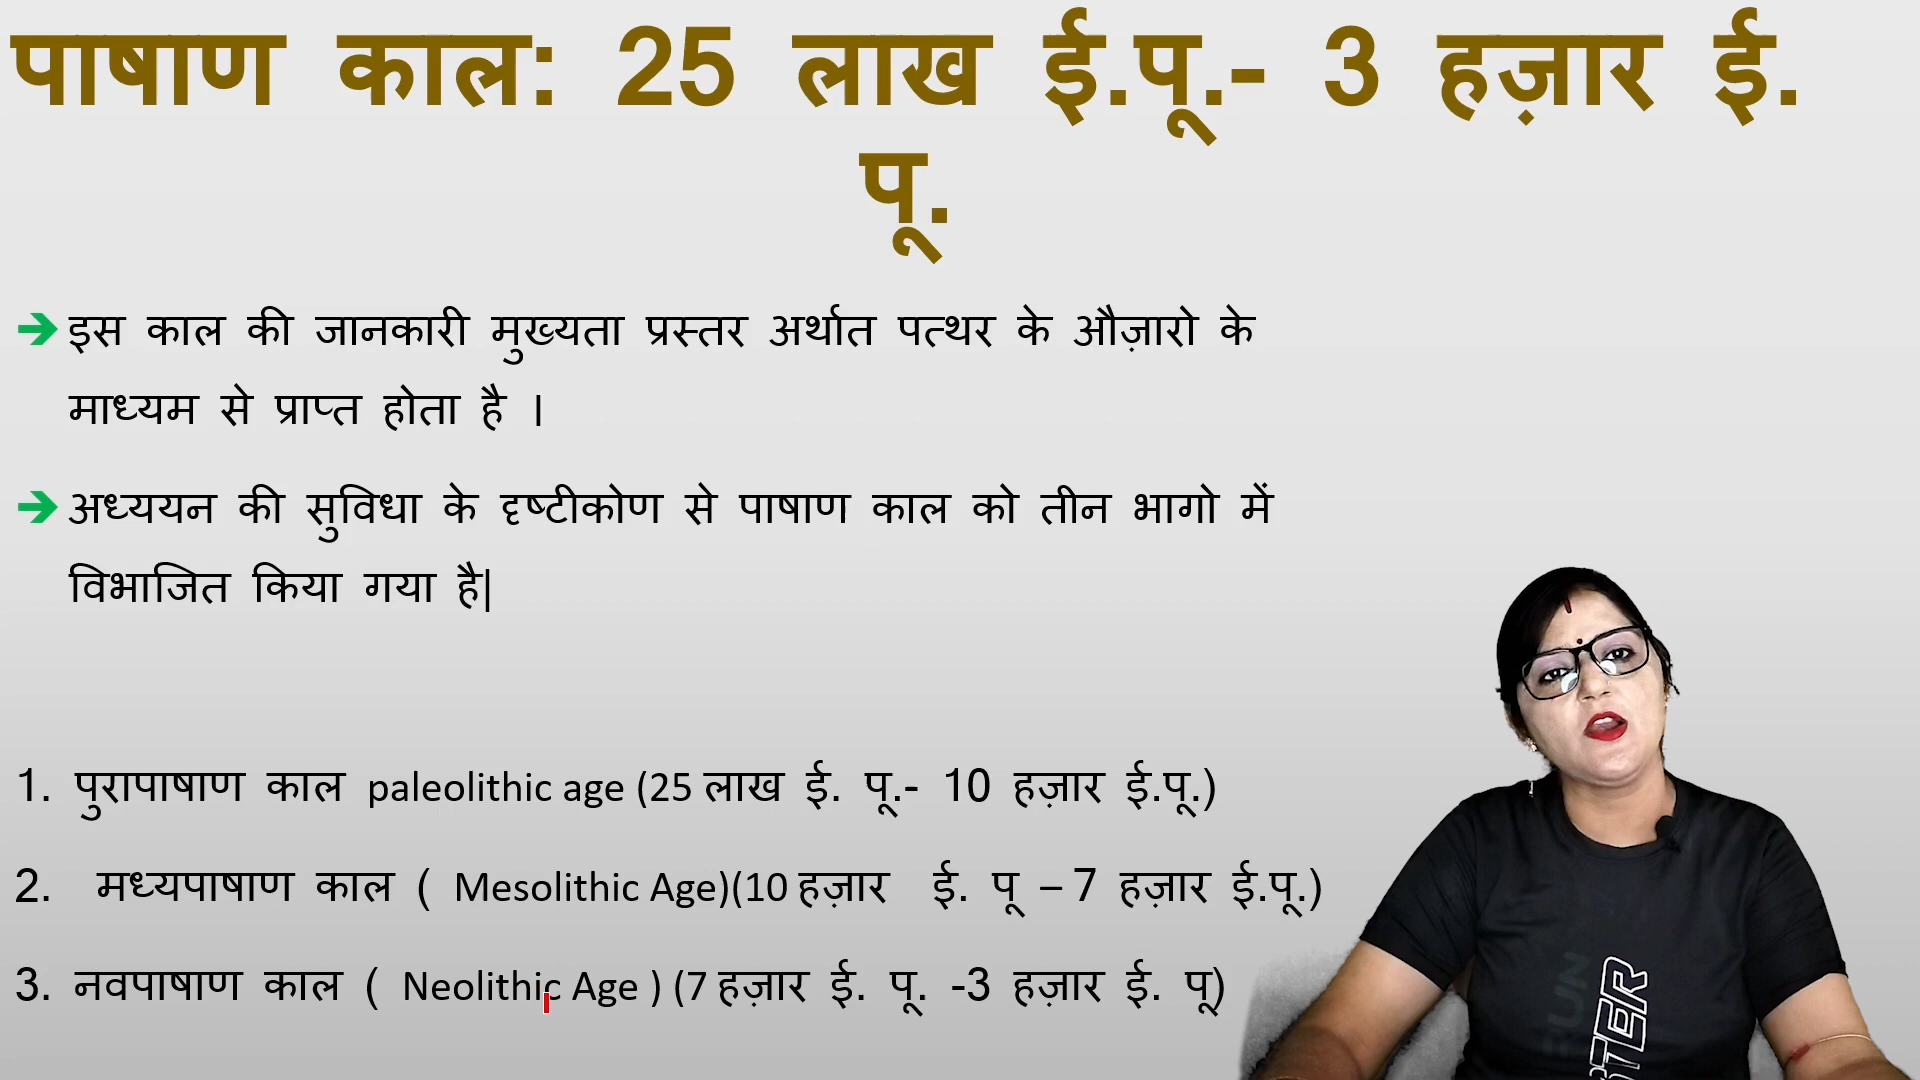 पाषाण काल: 25 लाख ई.पू.- 3 हज़ार ई.
पू.
इस काल की जानकारी मुख्यता प्रस्तर अर्थात पत्थर के औज़ारो के
माध्यम से प्राप्त होता है ।
अध्ययन की सुविधा के दृष्टीकोण से पाषाण काल को तीन भागो में
विभाजित किया गया है|
1. पुरापाषाण काल paleolithic age (25 लाख ई. पू.- 10 हज़ार ई.पू.)
2. मध्यपाषाण काल ( Mesolithic Age)(10 हज़ार ई. पू – 7 हज़ार ई.पू.)
3. नवपाषाण काल ( Neolithic Age ) (7 हज़ार ई. पू. -3 हज़ार ई. पू)